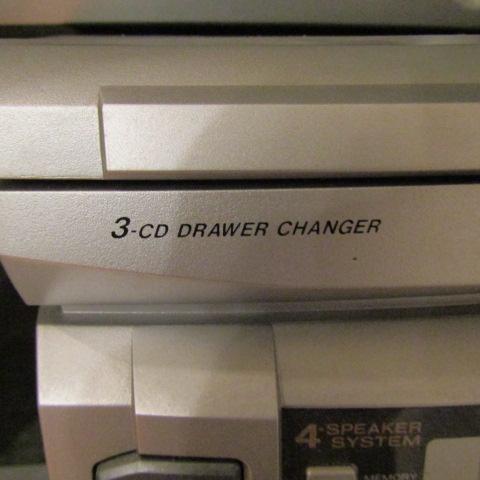 3-CD DRAWER CHANGER
4-SPEAKER
SYSTEM
MEMORY